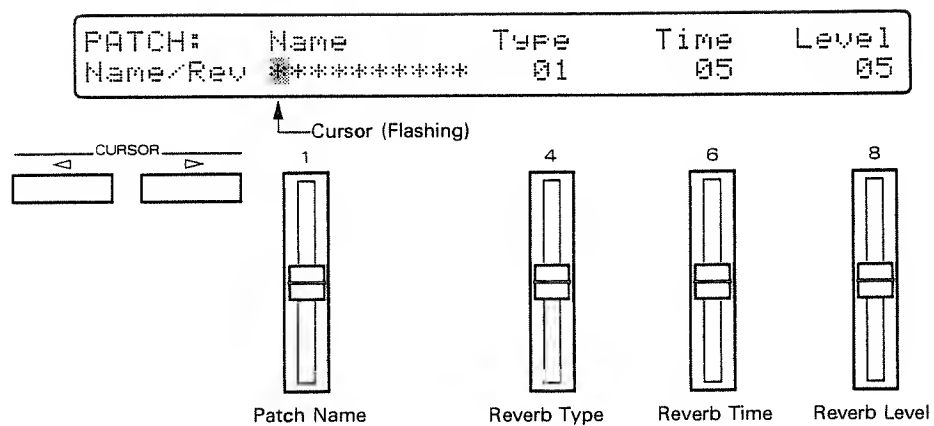 PATCH: Name Type Time Level
Name/Rev ********** 01 05 05
Cursor (Flashing)
CURSOR
1 4 6 8
Patch Name Reverb Type Reverb Time Reverb Level